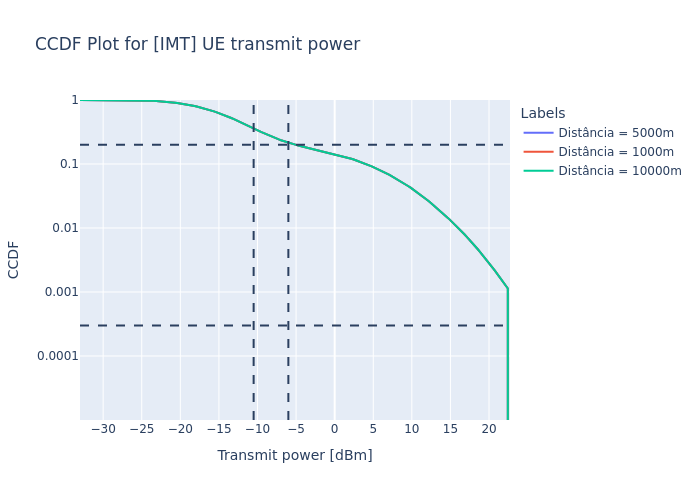 CCDF Plot for [IMT] UE transmit power
Labels
Distância = 5000m
Distância = 1000m
Distância = 10000m
CCDF
1
0.1
0.01
0.001
0.0001
−30 −25 −20 −15 −10 −5 0 5 10 15 20
Transmit power [dBm]